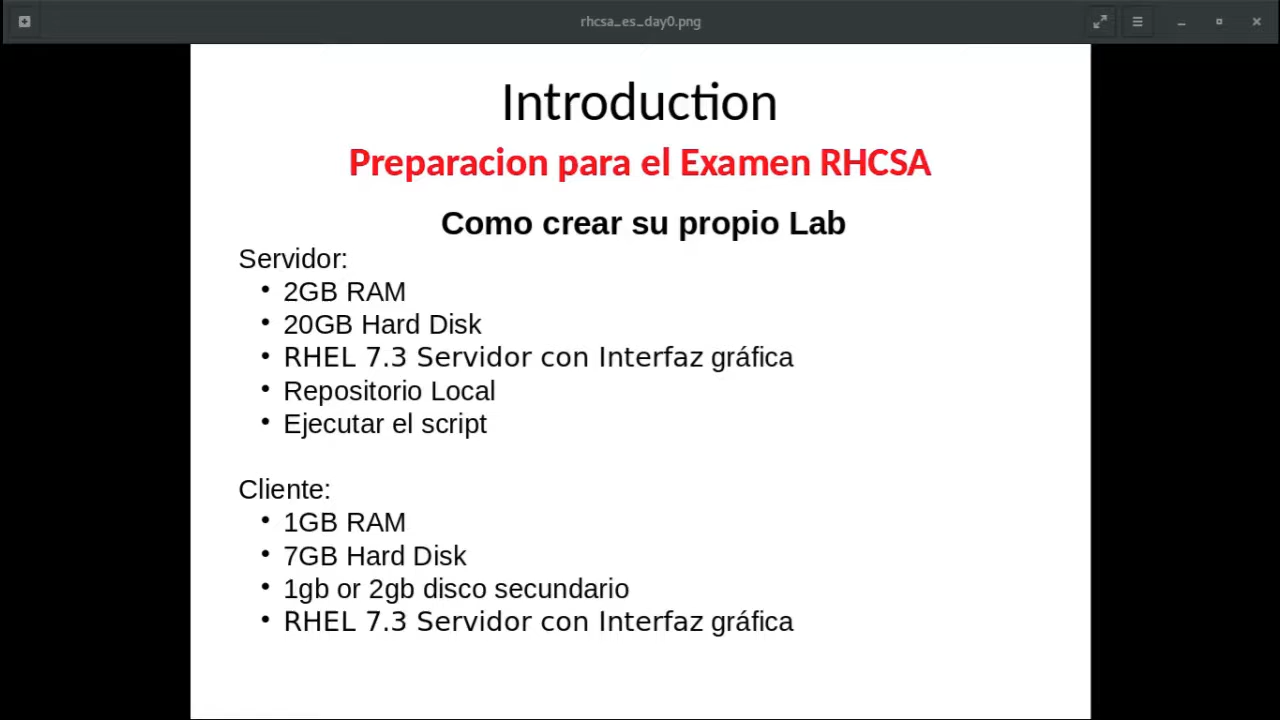 rhcsa_es_day0.png
Introduction
Preparacion para el Examen RHCSA
Como crear su propio Lab
Servidor:
• 2GB RAM
• 20GB Hard Disk
• RHEL 7.3 Servidor con Interfaz gráfica
• Repositorio Local
• Ejecutar el script
Cliente:
• 1GB RAM
• 7GB Hard Disk
• 1gb or 2gb disco secundario
• RHEL 7.3 Servidor con Interfaz gráfica